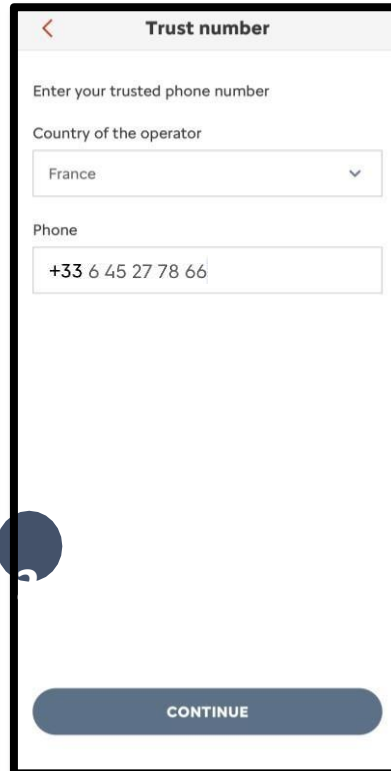 Trust number
Enter your trusted phone number
Country of the operator
France
Phone
+33 6 45 27 78 66
CONTINUE